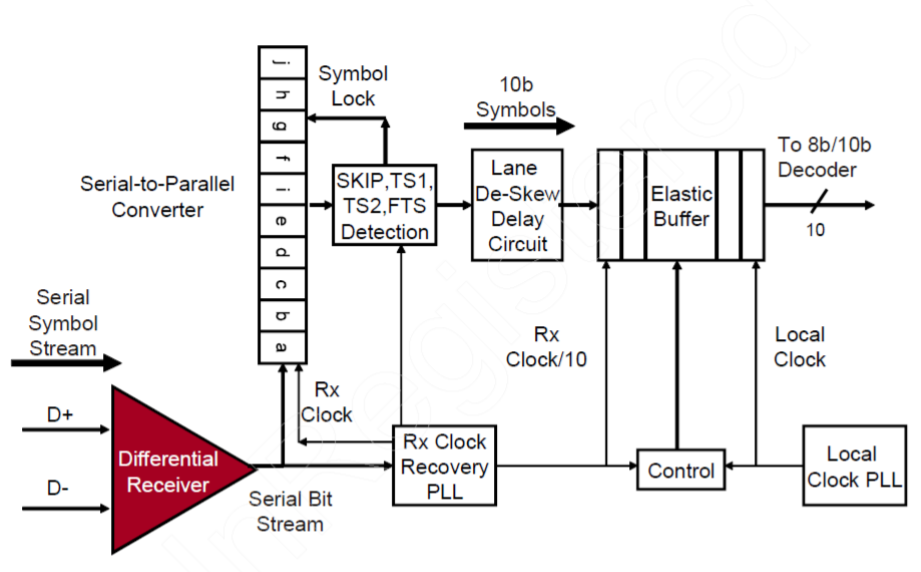 Symbol
Lock
10b
Symbols
To 8b/10b
Decoder
10
Serial-to-Parallel
Converter
j
h
g
f
i
e
d
c
b
a
SKIP,TS1,
TS2,FTS
Detection
Lane
De-Skew
Delay
Circuit
Elastic
Buffer
Serial
Symbol
Stream
Rx
Clock
Rx
Clock/10
Local
Clock
D+
D-
Differential
Receiver
Serial Bit
Stream
Rx Clock
Recovery
PLL
Control
Local
Clock PLL